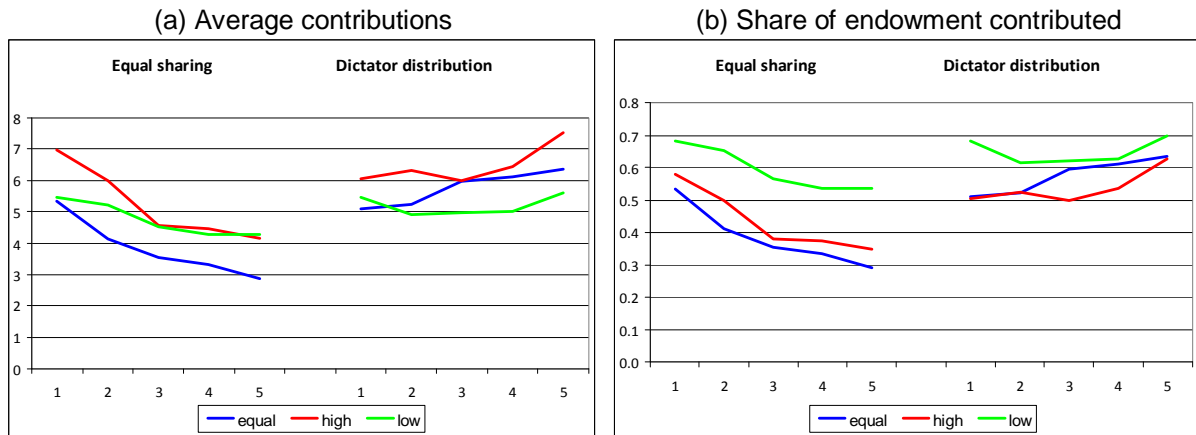 (a) Average contributions
Equal sharing Dictator distribution
8
7
6
5
4
3
2
1
0
1 2 3 4 5 1 2 3 4 5
equal high low
(b) Share of endowment contributed
Equal sharing Dictator distribution
0.8
0.7
0.6
0.5
0.4
0.3
0.2
0.1
0.0
1 2 3 4 5 1 2 3 4 5
equal high low